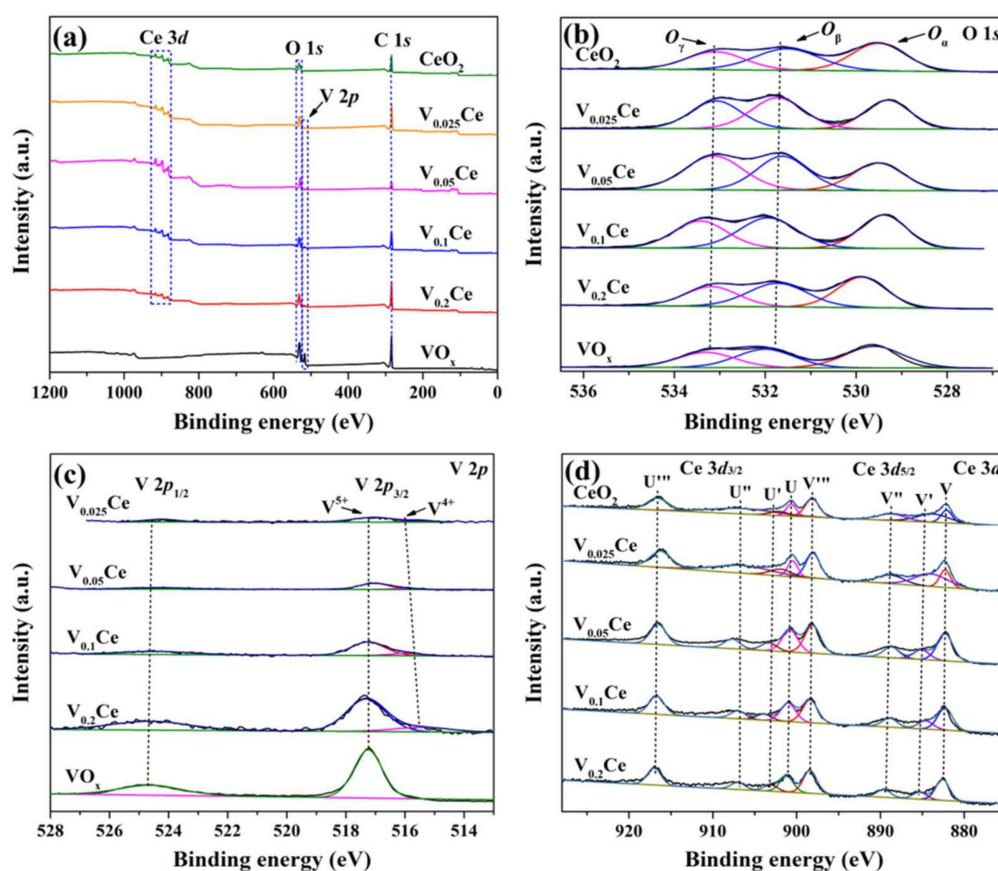 (a)
Ce 3d
O 1s
C 1s
V 2p
CeO2
V0.025Ce
V0.05Ce
V0.1Ce
V0.2Ce
VOx
Intensity (a.u.)
1200 1000 800 600 400 200 0
Binding energy (eV)
(b)
Oγ
Oβ
Oα
O 1s
CeO2
V0.025Ce
V0.05Ce
V0.1Ce
V0.2Ce
VOx
Intensity (a.u.)
536 534 532 530 528
Binding energy (eV)
(c)
V 2p
V 2p1/2
V5+
V 2p3/2
V4+
V0.025Ce
V0.05Ce
V0.1Ce
V0.2Ce
VOx
Intensity (a.u.)
528 526 524 522 520 518 516 514
Binding energy (eV)
(d)
Ce 3d3/2
Ce 3d5/2
Ce 3d
U''' U'' U' U V''' V'' V' V
CeO2
V0.025Ce
V0.05Ce
V0.1Ce
V0.2Ce
Intensity (a.u.)
920 910 900 890 880
Binding energy (eV)